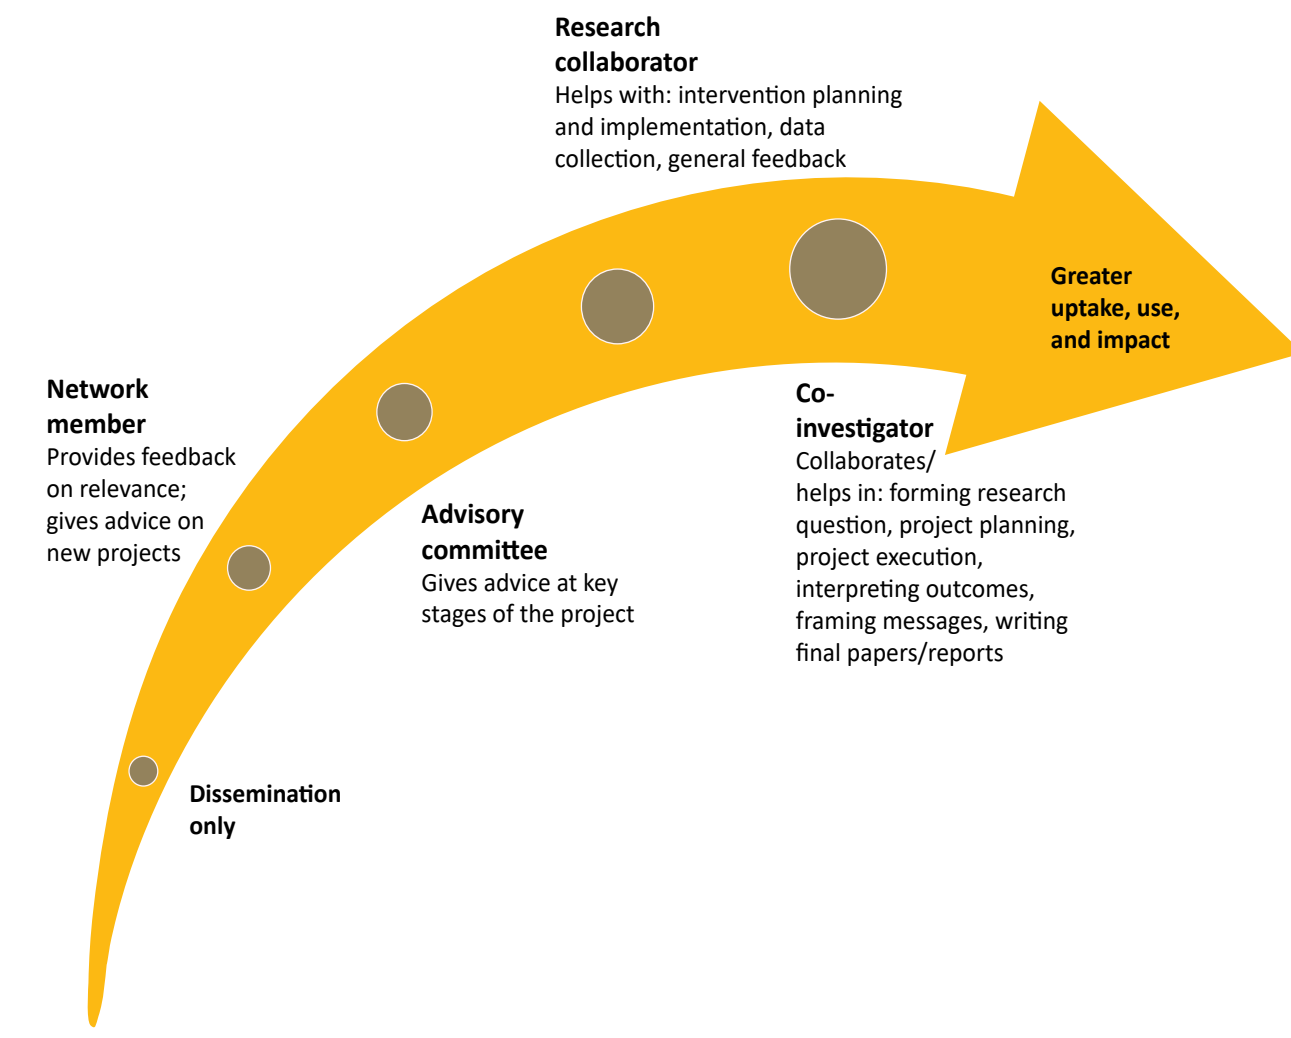 Research
collaborator
Helps with: intervention planning
and implementation, data
collection, general feedback
Greater
uptake, use,
and impact
Network
member
Provides feedback
on relevance;
gives advice on
new projects
Co-
investigator
Collaborates/
helps in: forming research
question, project planning,
project execution,
interpreting outcomes,
framing messages, writing
final papers/reports
Advisory
committee
Gives advice at key
stages of the project
Dissemination
only